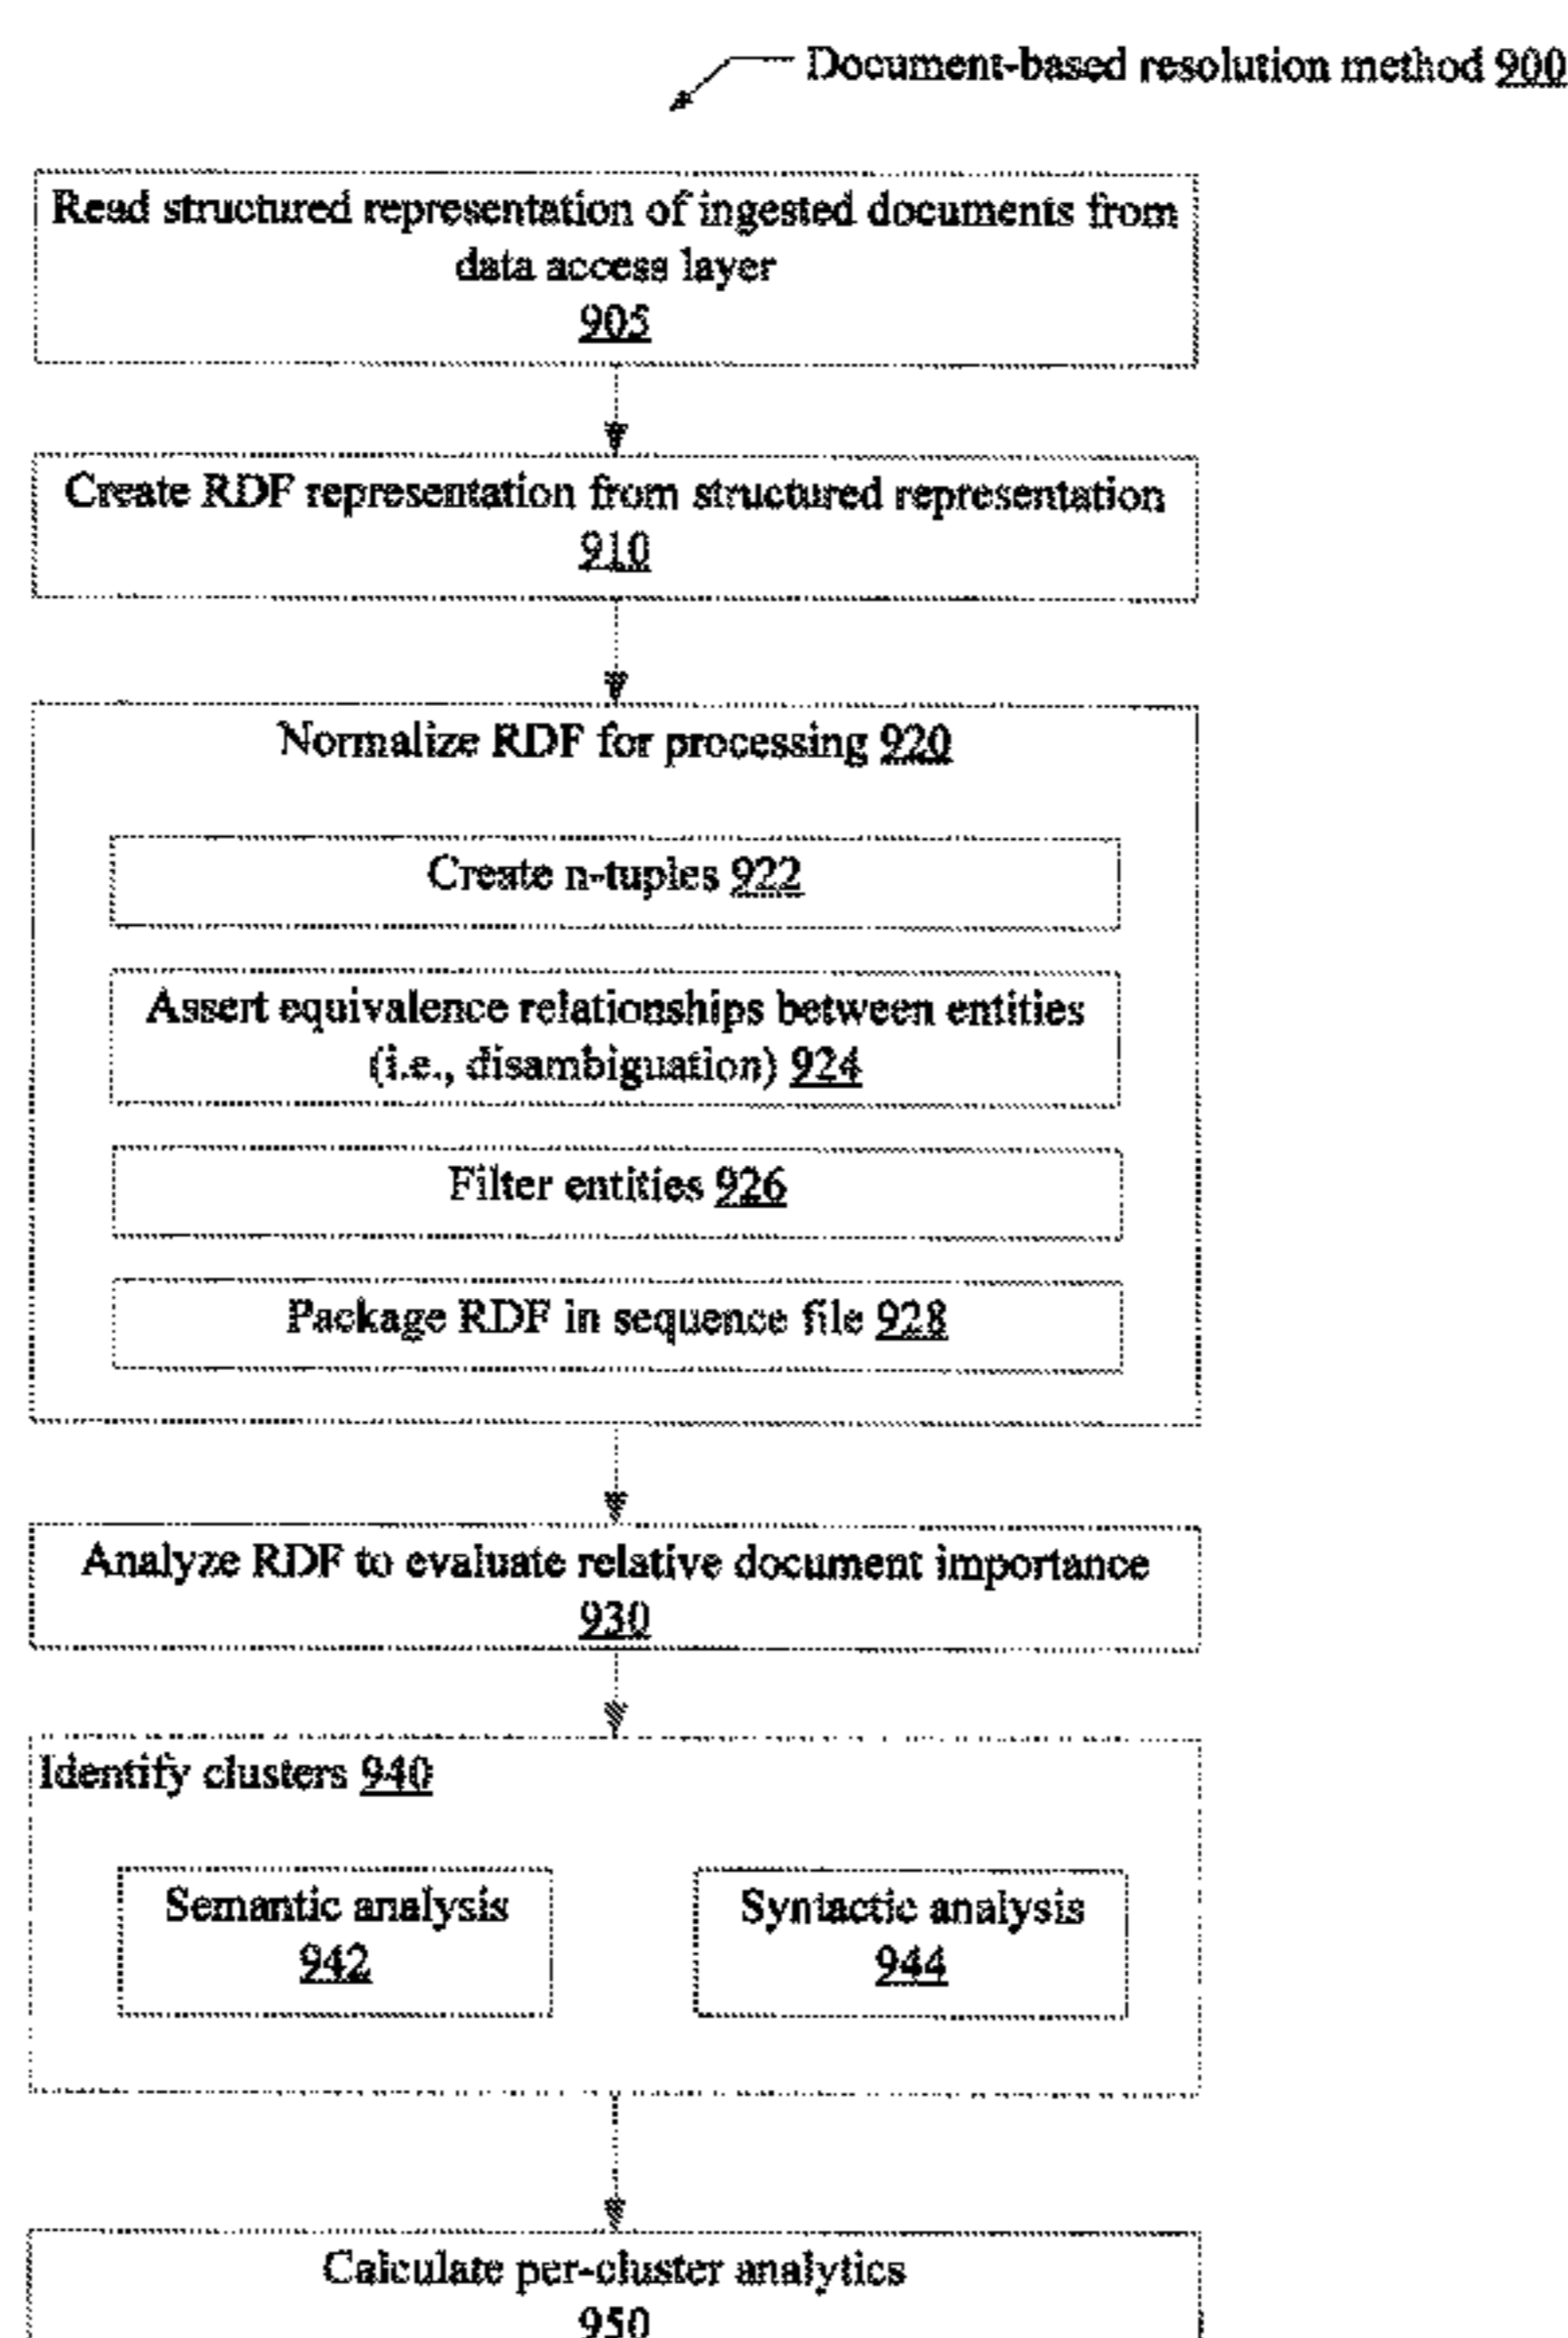 Document-based resolution method 900
Read structured representation of ingested documents from
data access layer
905
Create RDF representation from structured representation
910
Normalize RDF for processing 920
Create n-tuples 922
Assert equivalence relationships between entities
(i.e., disambiguation) 924
Filter entities 926
Package RDF in sequence file 928
Analyze RDF to evaluate relative document importance
930
Identify clusters 940
Semantic analysis
942
Syntactic analysis
944
Calculate per-cluster analytics
950